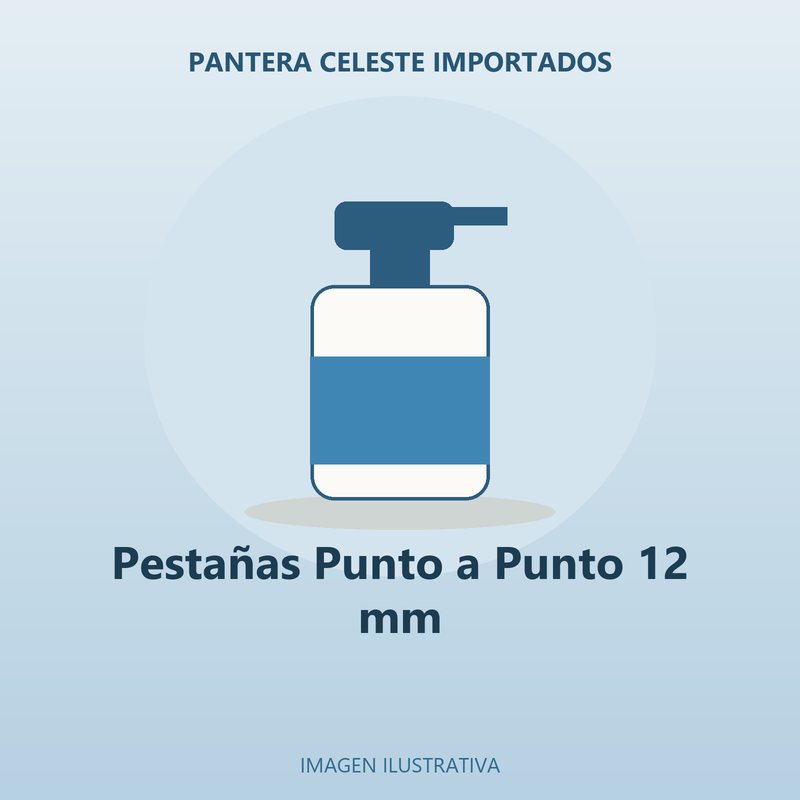 PANTERA CELESTE IMPORTADOS
Pestañas Punto a Punto 12
mm
IMAGEN ILUSTRATIVA